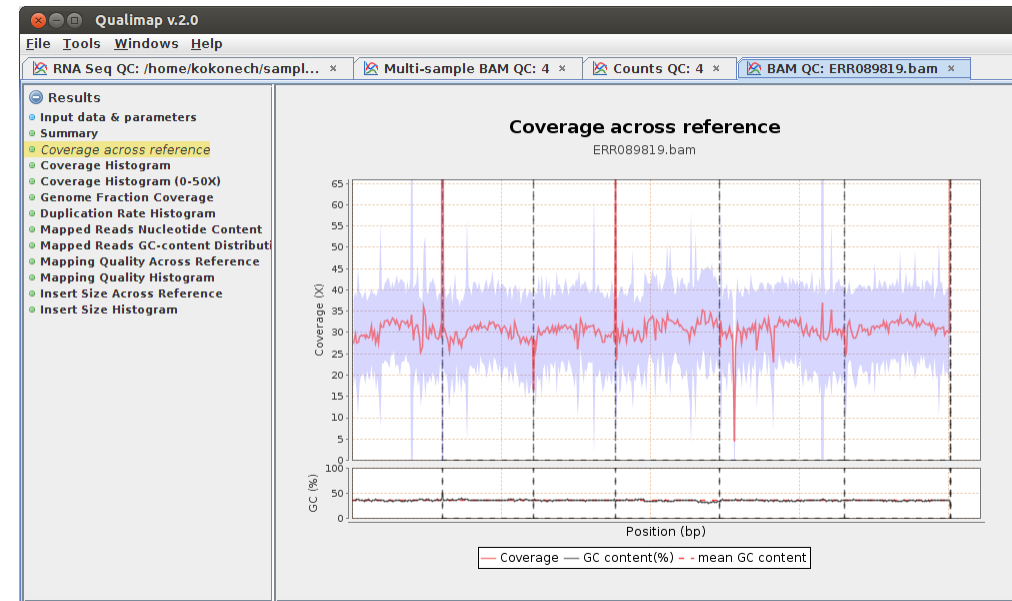 Qualimap v.2.0
File Tools Windows Help
RNA Seq QC: /home/kokonech/sampl... × Multi-sample BAM QC: 4 × Counts QC: 4 × BAM QC: ERR089819.bam ×
Results
Input data & parameters
Summary
Coverage across reference
Coverage Histogram
Coverage Histogram (0-50X)
Genome Fraction Coverage
Duplication Rate Histogram
Mapped Reads Nucleotide Content
Mapped Reads GC-content Distributi
Mapping Quality Across Reference
Mapping Quality Histogram
Insert Size Across Reference
Insert Size Histogram
Coverage across reference
ERR089819.bam
Coverage (X)
65
60
55
50
45
40
35
30
25
20
15
10
5
0
GC (%)
100
50
0
Position (bp)
Coverage GC content(%) mean GC content